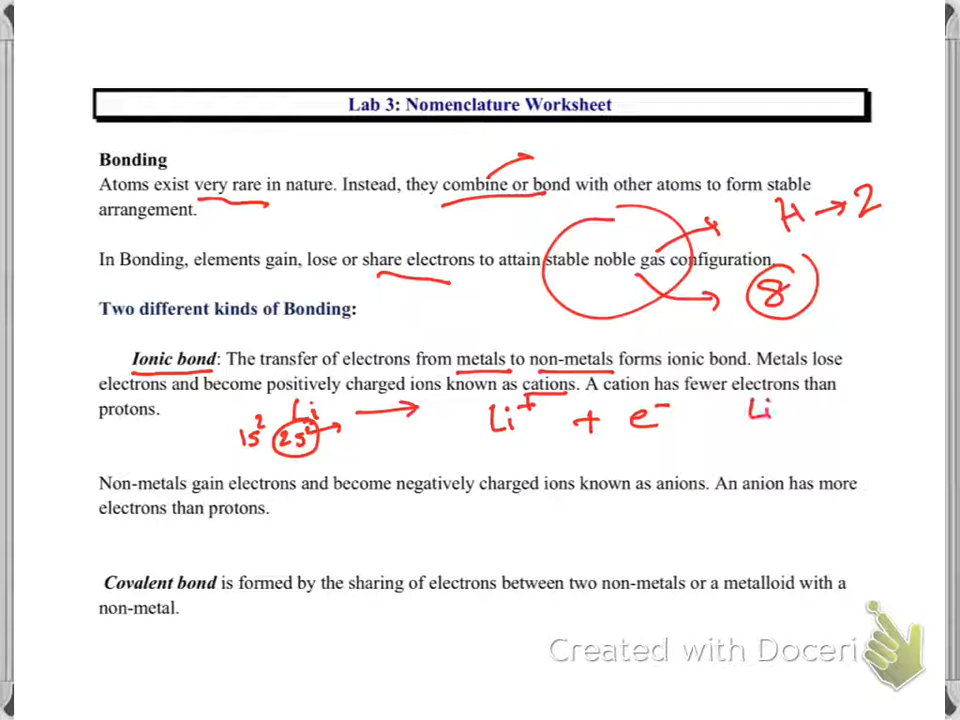 Lab 3: Nomenclature Worksheet
Bonding
Atoms exist very rare in nature. Instead, they combine or bond with other atoms to form stable
arrangement.
H → 2
In Bonding, elements gain, lose or share electrons to attain stable noble gas configuration.
8
Two different kinds of Bonding:
Ionic bond: The transfer of electrons from metals to non-metals forms ionic bond. Metals lose
electrons and become positively charged ions known as cations. A cation has fewer electrons than
protons.
Li → Li⁺ + e⁻ Li
1s² 2s²
Non-metals gain electrons and become negatively charged ions known as anions. An anion has more
electrons than protons.
Covalent bond is formed by the sharing of electrons between two non-metals or a metalloid with a
non-metal.
Created with Doceri